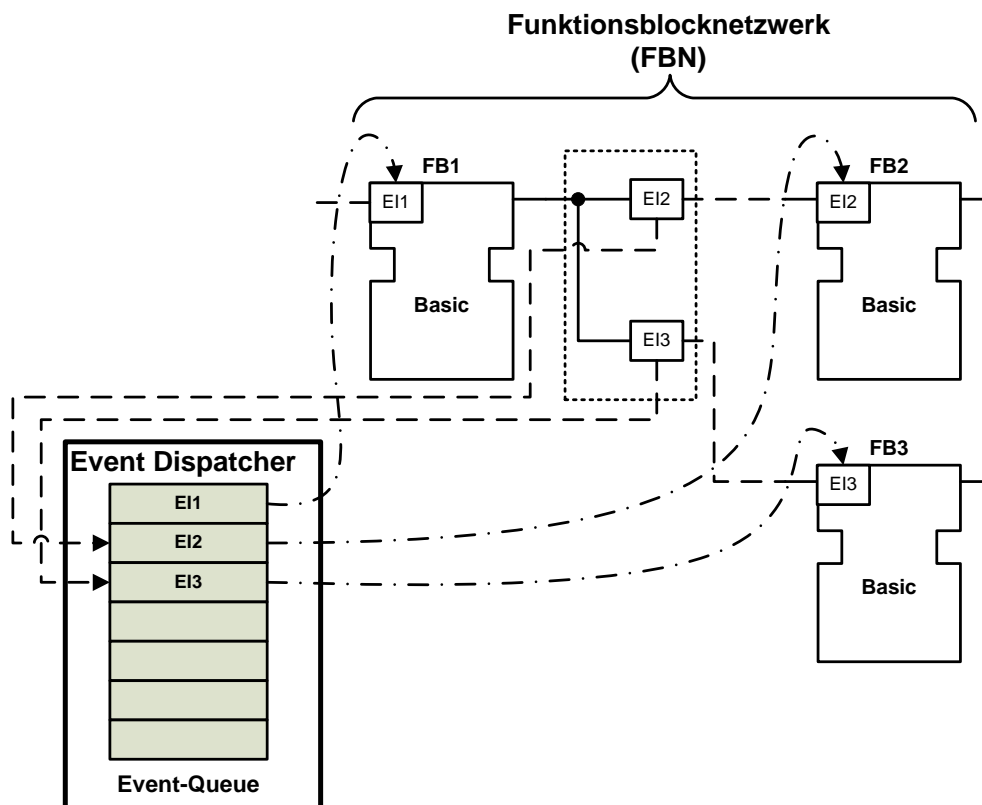 Funktionsblocknetzwerk
(FBN)
FB1
FB2
EI1
EI2
EI2
Basic
Basic
EI3
FB3
EI3
Basic
Event Dispatcher
EI1
EI2
EI3
Event-Queue